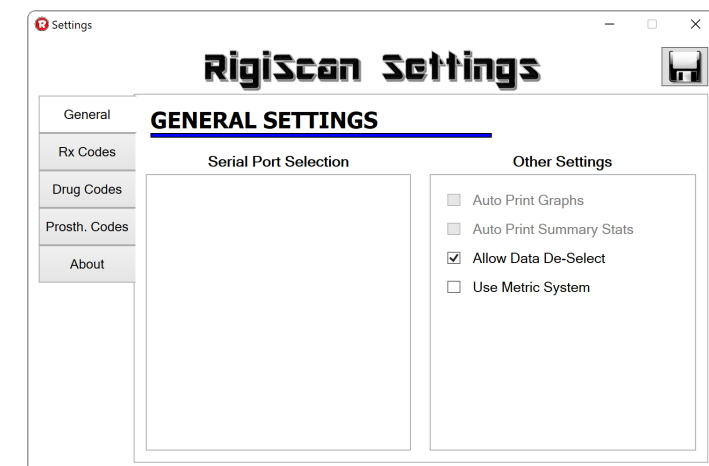 Settings
RigiScan Settings
General
GENERAL SETTINGS
Rx Codes
Serial Port Selection
Other Settings
Drug Codes
Auto Print Graphs
Prosth. Codes
Auto Print Summary Stats
About
Allow Data De-Select
Use Metric System